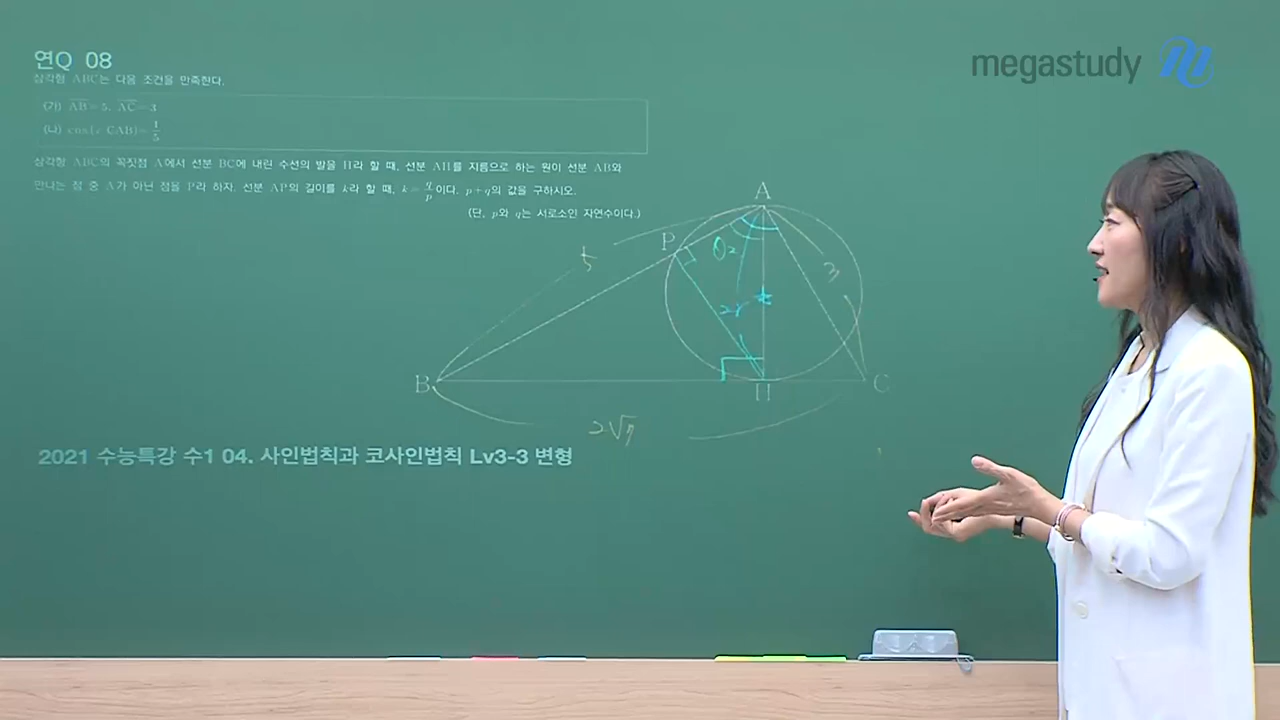 연Q 08
megastudy
삼각형 ABC는 다음 조건을 만족한다.
(가) AB=5, AC=3
(나) cos(∠CAB)=1/5
삼각형 ABC의 꼭짓점 A에서 선분 BC에 내린 수선의 발을 H라 할 때, 선분 AH를 지름으로 하는 원이 선분 AB와
만나는 점 중 A가 아닌 점을 P라 하자. 선분 AP의 길이를 k라 할 때, k=q/p이다. p+q의 값을 구하시오.
(단, p와 q는 서로소인 자연수이다.)
A
P
5
θ2
3
2r
B
H
C
2√7
2021 수능특강 수1 04. 사인법칙과 코사인법칙 Lv3-3 변형